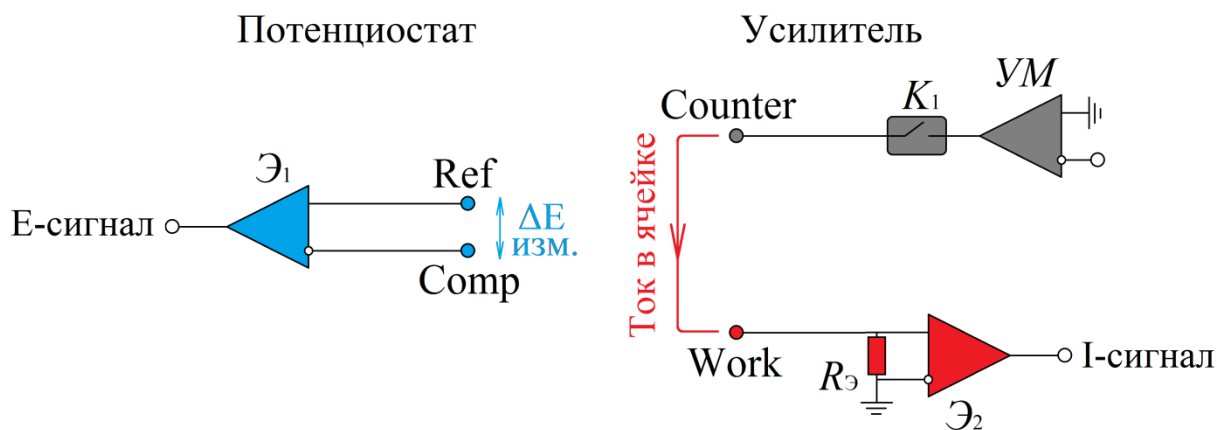 Потенциостат
Усилитель
Э1
Ref
E-сигнал
ΔE
изм.
Comp
Counter
K1
УМ
Ток в ячейке
Work
RЭ
Э2
I-сигнал